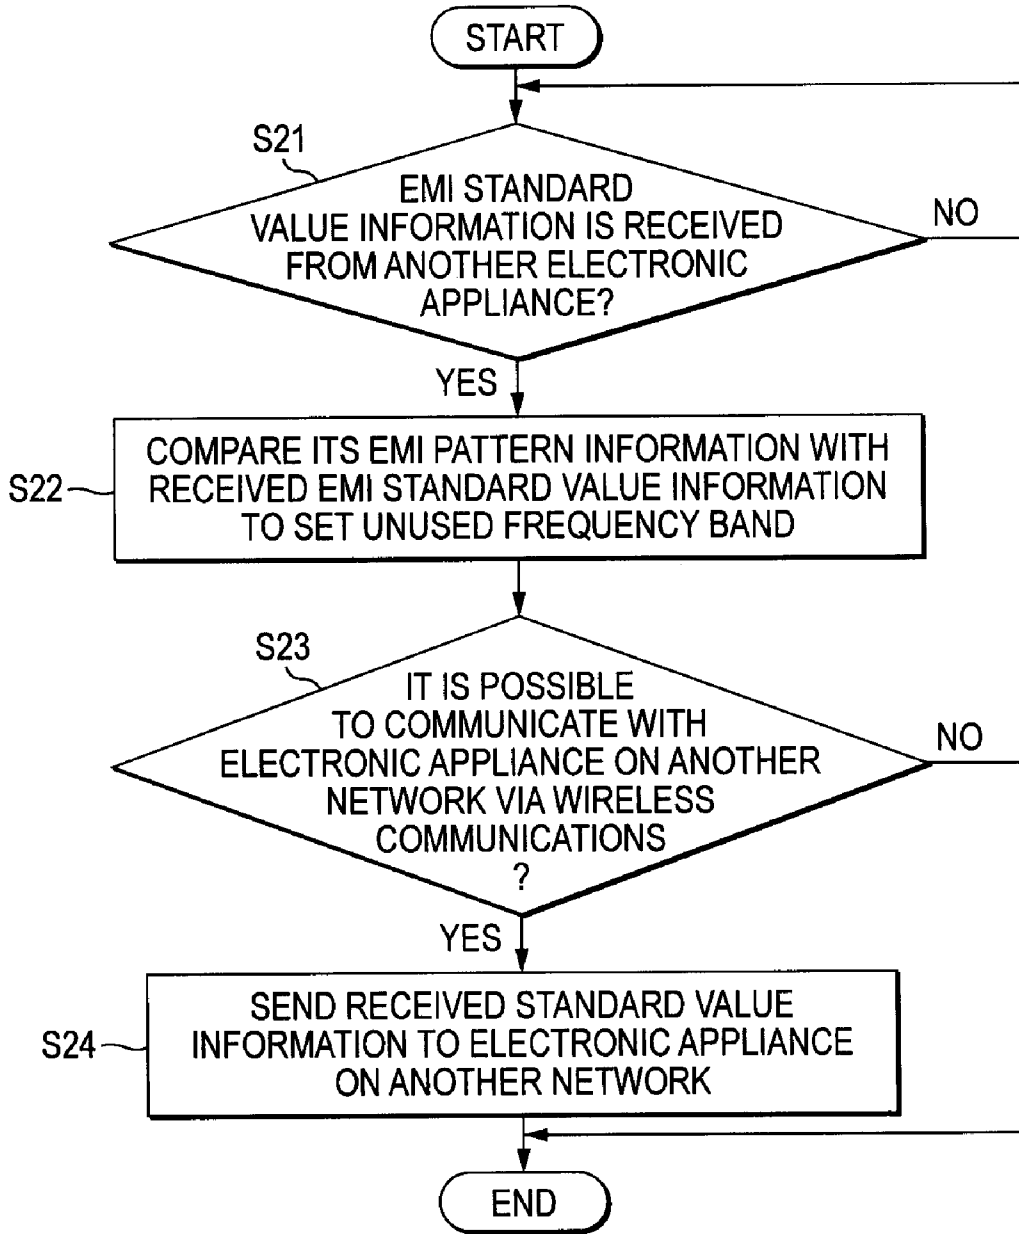 START
S21
EMI STANDARD
VALUE INFORMATION IS RECEIVED
FROM ANOTHER ELECTRONIC
APPLIANCE?
NO
YES
S22
COMPARE ITS EMI PATTERN INFORMATION WITH
RECEIVED EMI STANDARD VALUE INFORMATION
TO SET UNUSED FREQUENCY BAND
S23
IT IS POSSIBLE
TO COMMUNICATE WITH
ELECTRONIC APPLIANCE ON ANOTHER
NETWORK VIA WIRELESS
COMMUNICATIONS
?
NO
YES
S24
SEND RECEIVED STANDARD VALUE
INFORMATION TO ELECTRONIC APPLIANCE
ON ANOTHER NETWORK
END